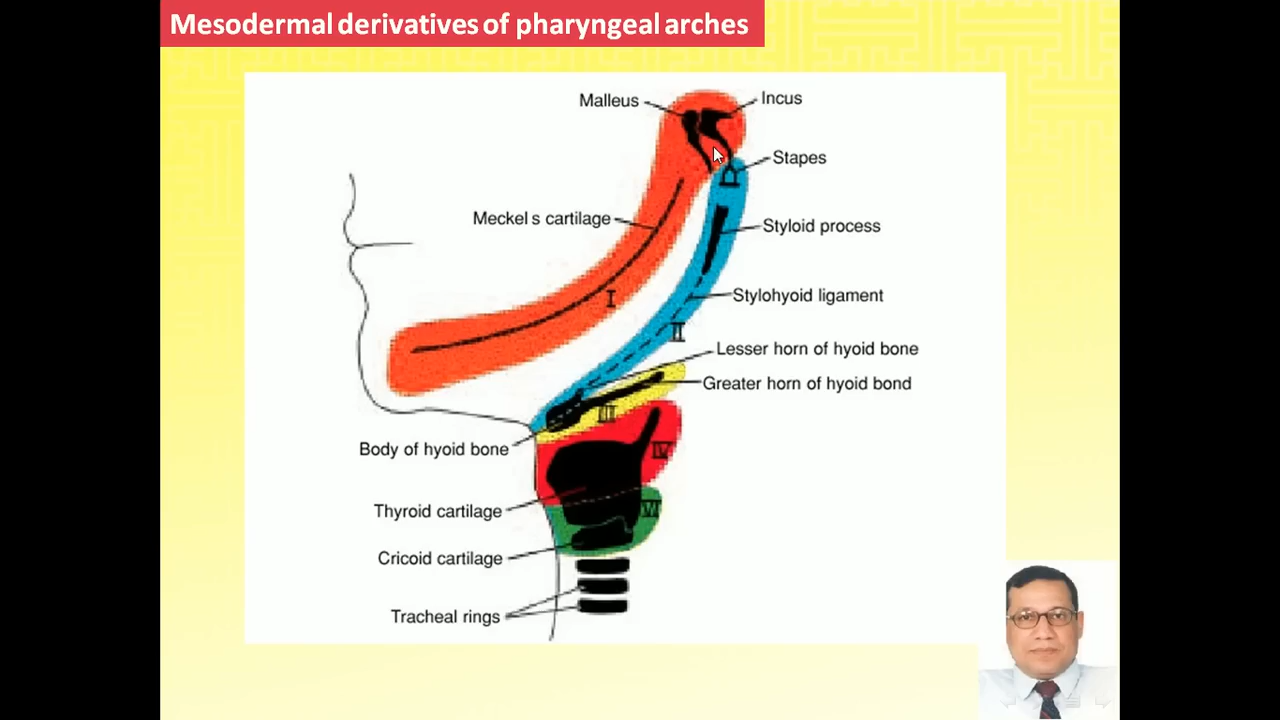 Mesodermal derivatives of pharyngeal arches
Malleus
Incus
Stapes
Meckel s cartilage
Styloid process
I
Stylohyoid ligament
II
Lesser horn of hyoid bone
Greater horn of hyoid bond
III
Body of hyoid bone
IV
Thyroid cartilage
VI
Cricoid cartilage
Tracheal rings